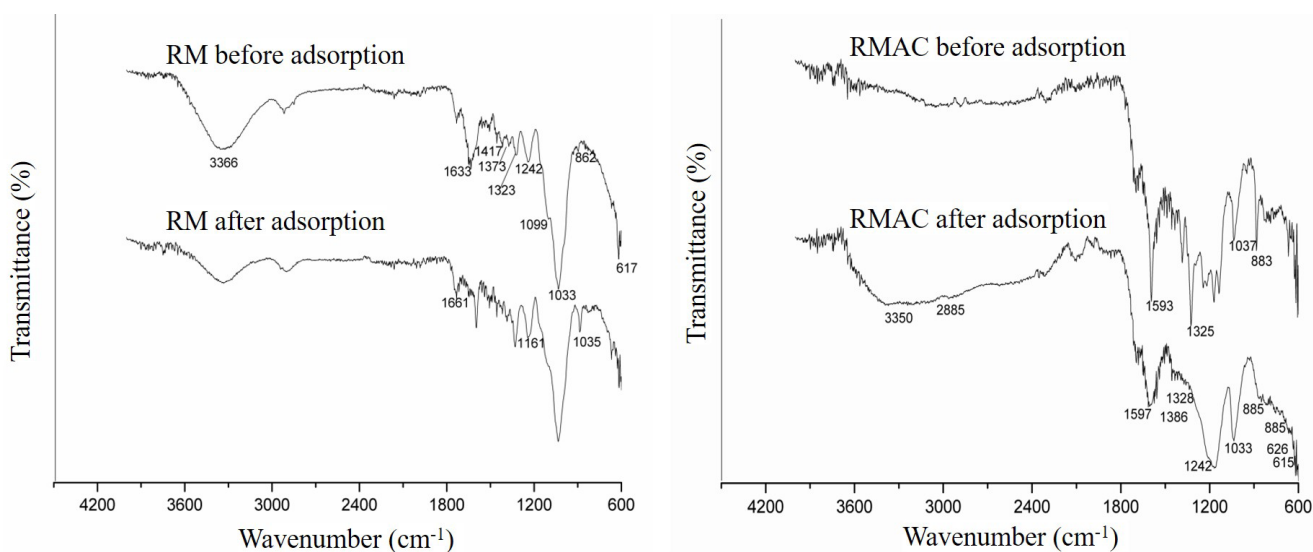 RM before adsorption
3366
1633
1417
1373
1323
1242
1099
1033
862
617
RM after adsorption
1661
1161
1035
Transmittance (%)
4200 3600 3000 2400 1800 1200 600
Wavenumber (cm-1)
RMAC before adsorption
1593
1325
1037
883
RMAC after adsorption
3350
2885
1597
1328
1386
1242
1033
885
885
626
615
Transmittance (%)
4200 3600 3000 2400 1800 1200 600
Wavenumber (cm-1)